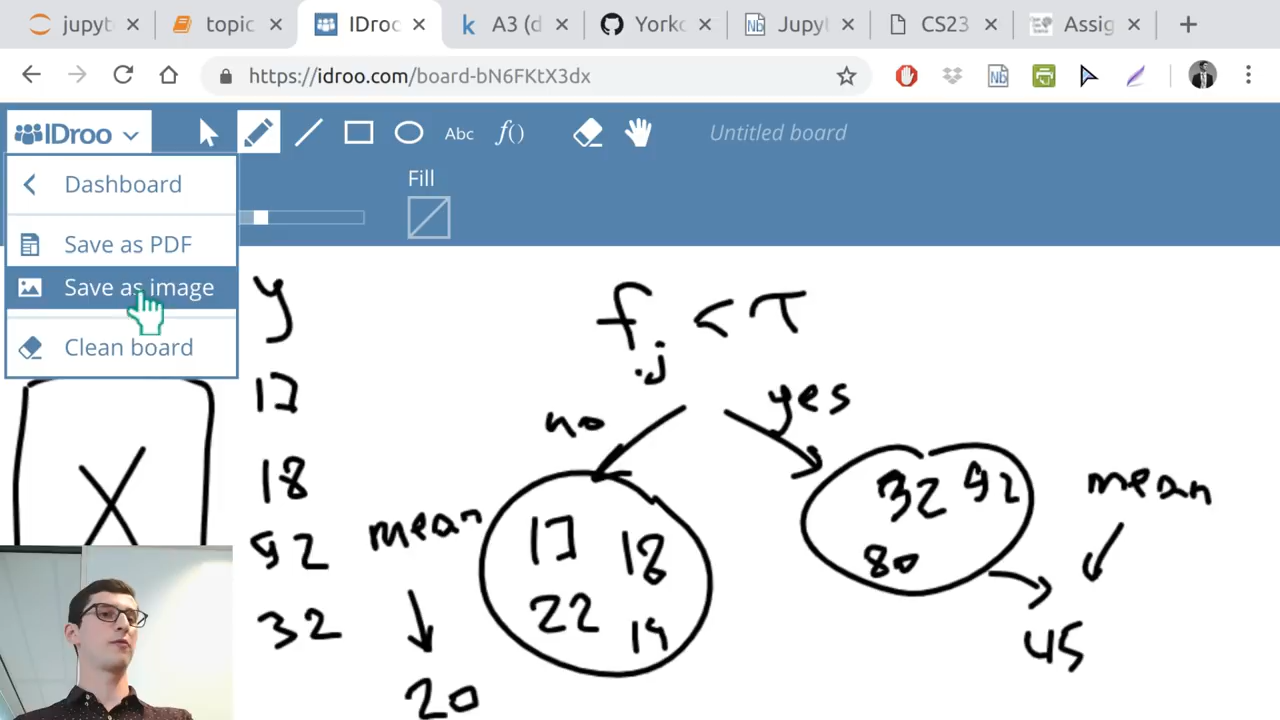 jupyt
topic
IDroo
A3 (d
Yorkc
Jupy
CS23
Assig
https://idroo.com/board-bN6FKtX3dx
IDroo
Abc
f()
Untitled board
Dashboard
Fill
Save as PDF
Save as image
Clean board
y
f.j < τ
no
yes
17
18
92
32
mean
17 18
22 19
20
32 92
80
mean
45